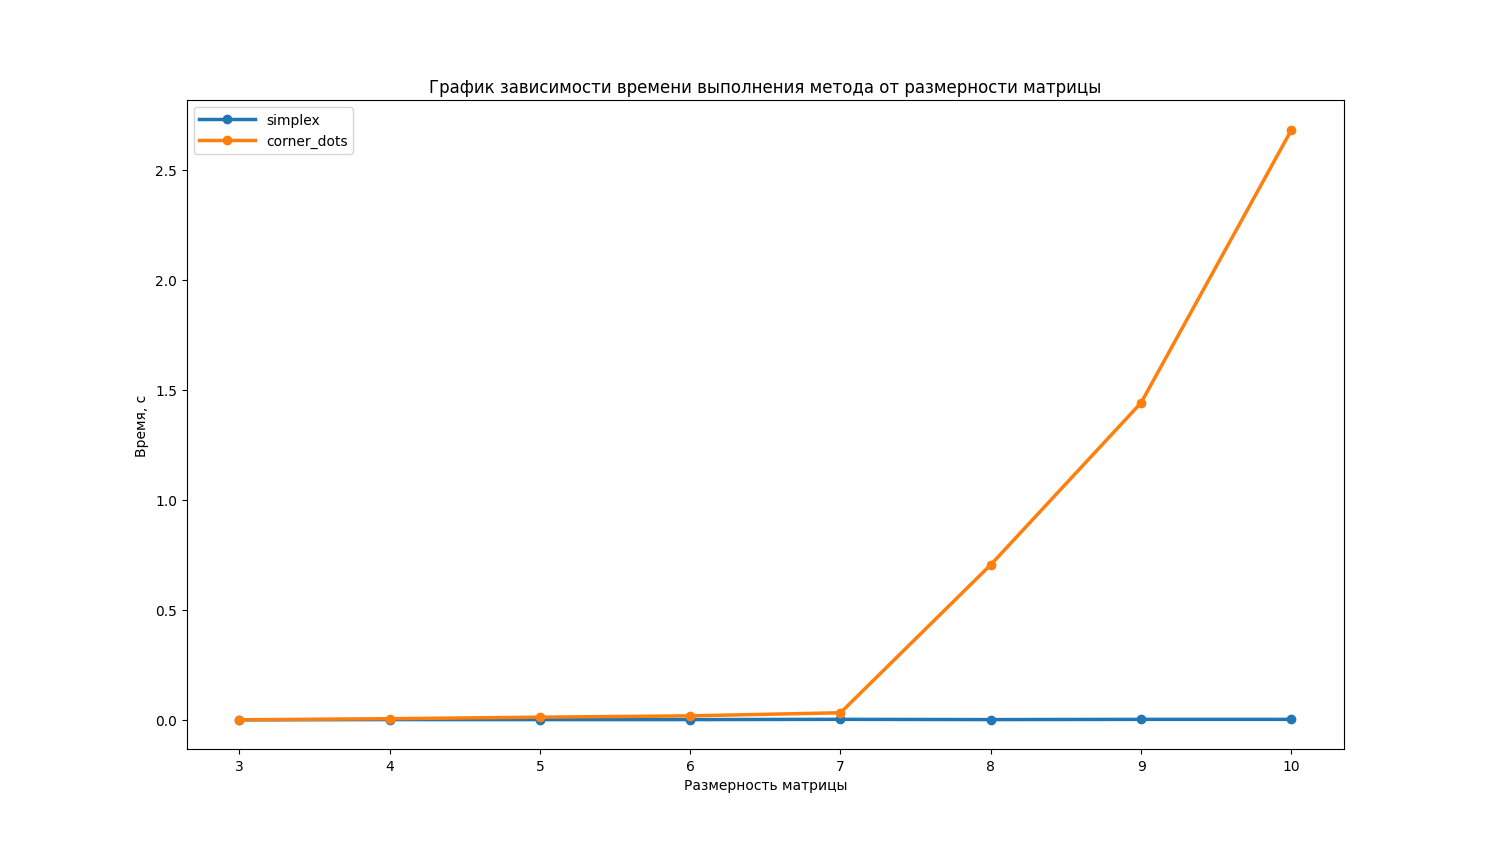 График зависимости времени выполнения метода от размерности матрицы
simplex
corner_dots
2.5
2.0
1.5
1.0
0.5
0.0
Время, с
3 4 5 6 7 8 9 10
Размерность матрицы